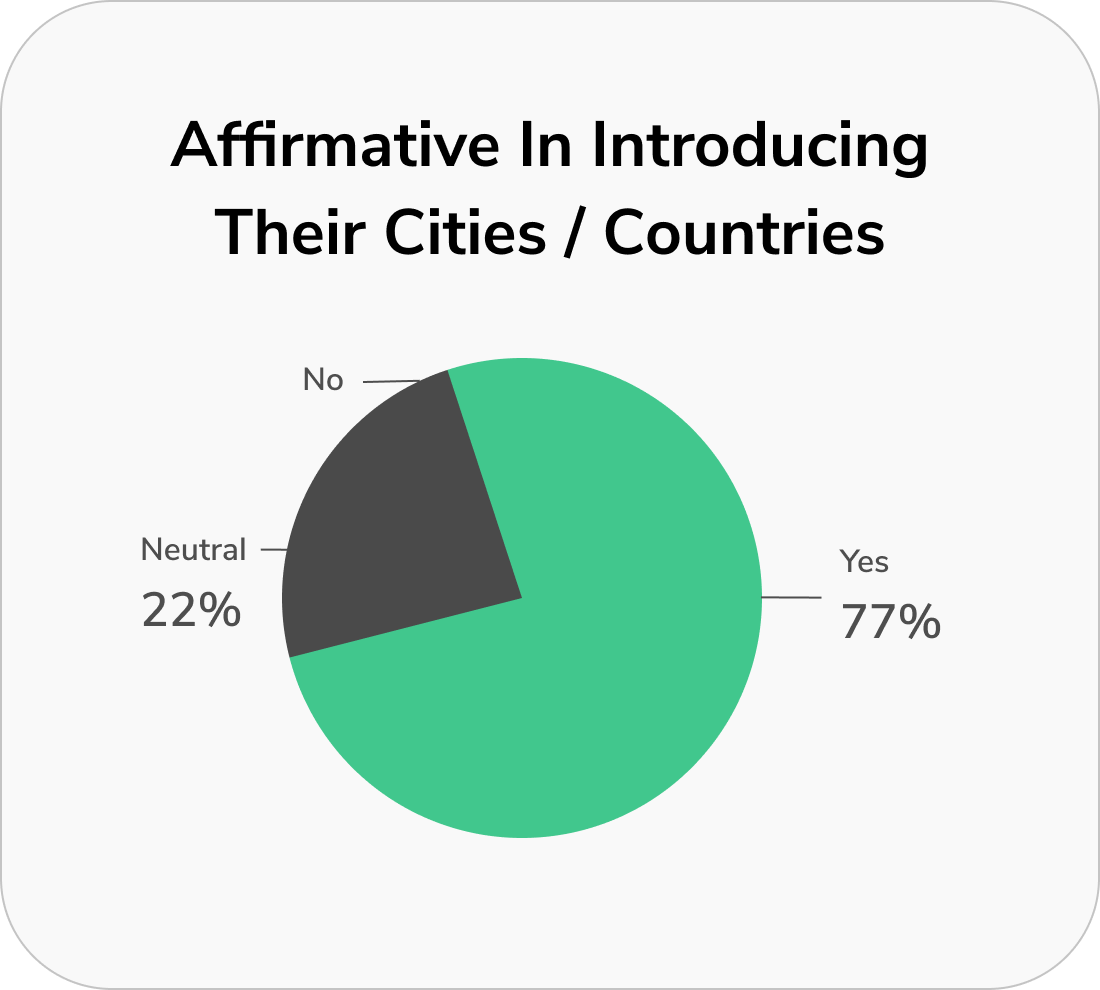 Affirmative In Introducing
Their Cities / Countries
No
Neutral
22%
Yes
77%